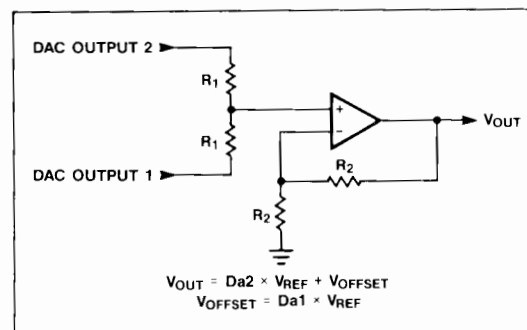 DAC OUTPUT 2
R1
+
VOUT
R1
−
DAC OUTPUT 1
R2
R2
VOUT = Da2 × VREF + VOFFSET
VOFFSET = Da1 × VREF